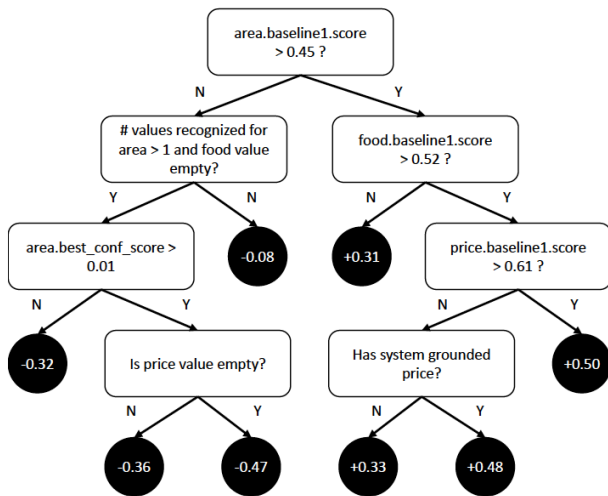 area.baseline1.score
> 0.45 ?
N
Y
# values recognized for
area > 1 and food value
empty?
food.baseline1.score
> 0.52 ?
Y
N
N
Y
area.best_conf_score >
0.01
-0.08
+0.31
price.baseline1.score
> 0.61 ?
N
Y
N
Y
-0.32
Is price value empty?
Has system grounded
price?
+0.50
N
Y
N
Y
-0.36
-0.47
+0.33
+0.48